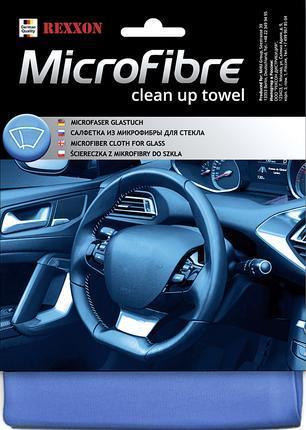 German
Quality
REXXON
MicroFibre
clean up towel
MICROFASER GLASTUCH
САЛФЕТКА ИЗ МИКРОФИБРЫ ДЛЯ СТЕКЛА
MICROFIBER CLOTH FOR GLASS
ŚCIERECZKA Z MIKROFIBRY DO SZKŁA